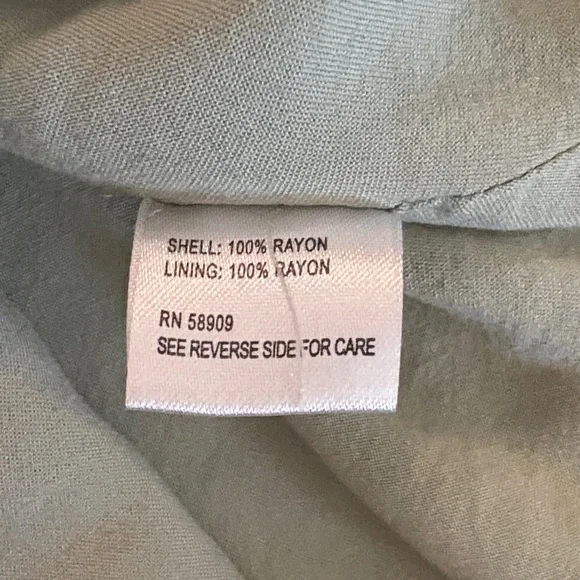 SHELL: 100% RAYON
LINING: 100% RAYON
RN 58909
SEE REVERSE SIDE FOR CARE